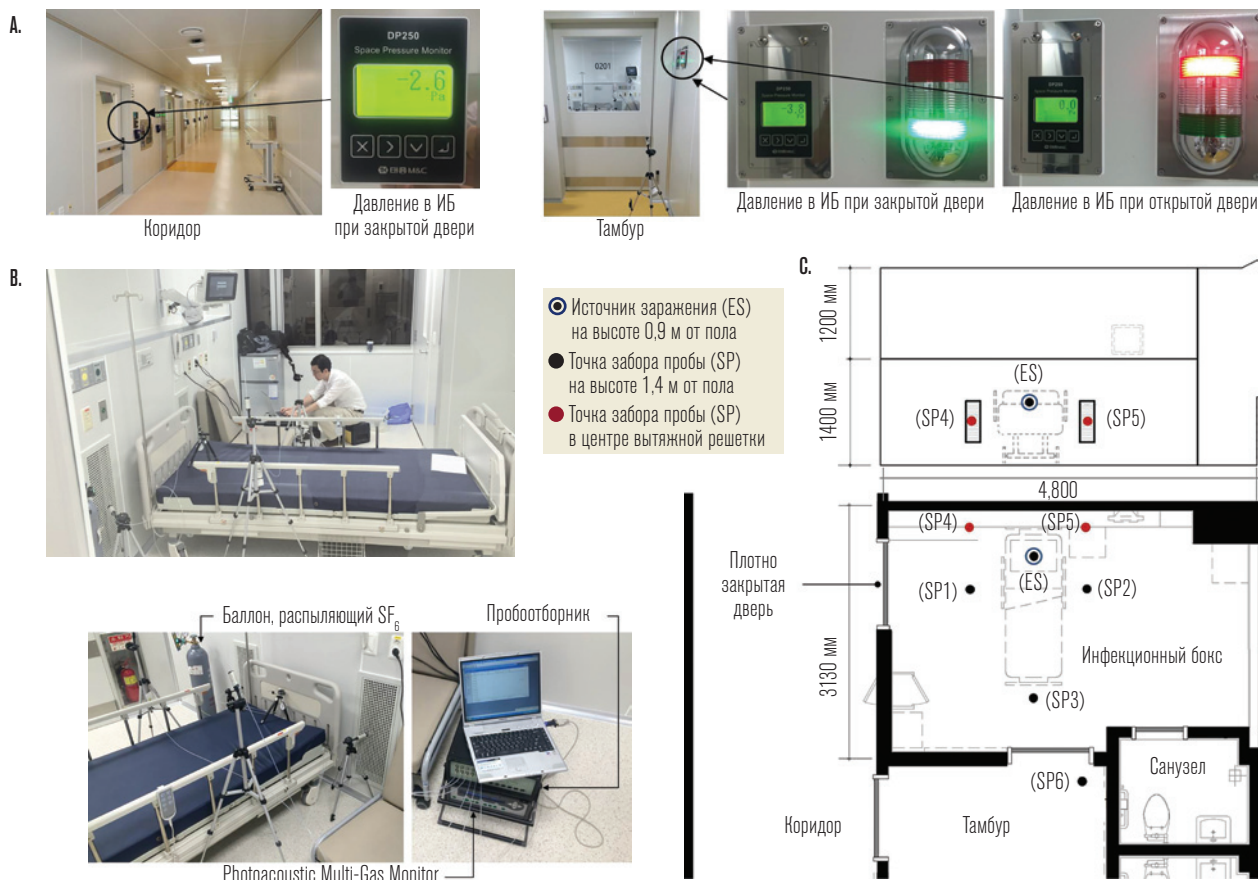 A.
DP250
Space Pressure Monitor
-2.6
Pa
Коридор
Давление в ИБ
при закрытой двери
0201
Тамбур
DP250
-3.8
Давление в ИБ при закрытой двери
0.0
Давление в ИБ при открытой двери
B.
Источник заражения (ES)
на высоте 0,9 м от пола
Точка забора пробы (SP)
на высоте 1,4 м от пола
Точка забора пробы (SP)
в центре вытяжной решетки
Баллон, распыляющий SF6
Пробоотборник
Photoacoustic Multi-Gas Monitor
C.
1200 мм
1400 мм
(ES)
(SP4)
(SP5)
4,800
3130 мм
(SP4)
(SP5)
(ES)
(SP1)
(SP2)
(SP3)
Плотно
закрытая
дверь
Инфекционный бокс
(SP6)
Санузел
Коридор
Тамбур